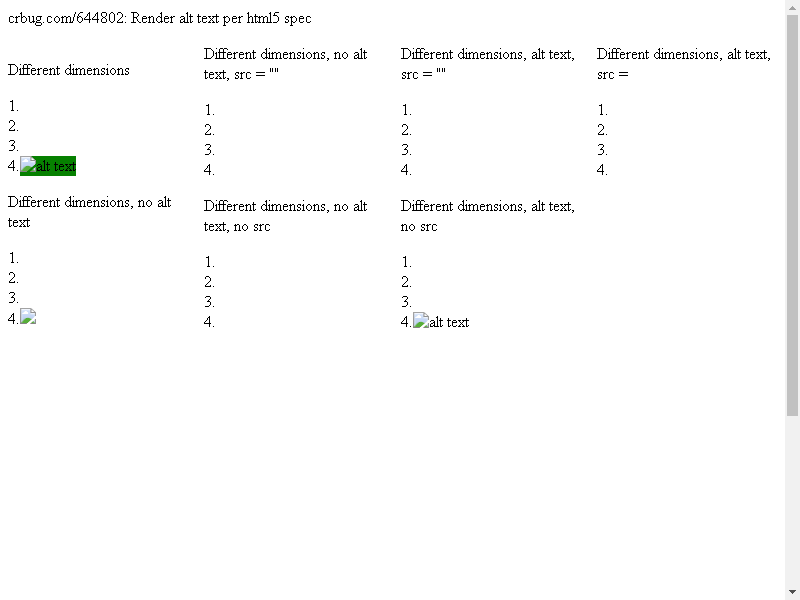 crbug.com/644802: Render alt text per html5 spec
Different dimensions
1.
2.
3.
4. alt text
Different dimensions, no alt
text
1.
2.
3.
4.
Different dimensions, no alt
text, src = ""
1.
2.
3.
4.
Different dimensions, no alt
text, no src
1.
2.
3.
4.
Different dimensions, alt text,
src = ""
1.
2.
3.
4.
Different dimensions, alt text,
no src
1.
2.
3.
4. alt text
Different dimensions, alt text,
src =
1.
2.
3.
4.